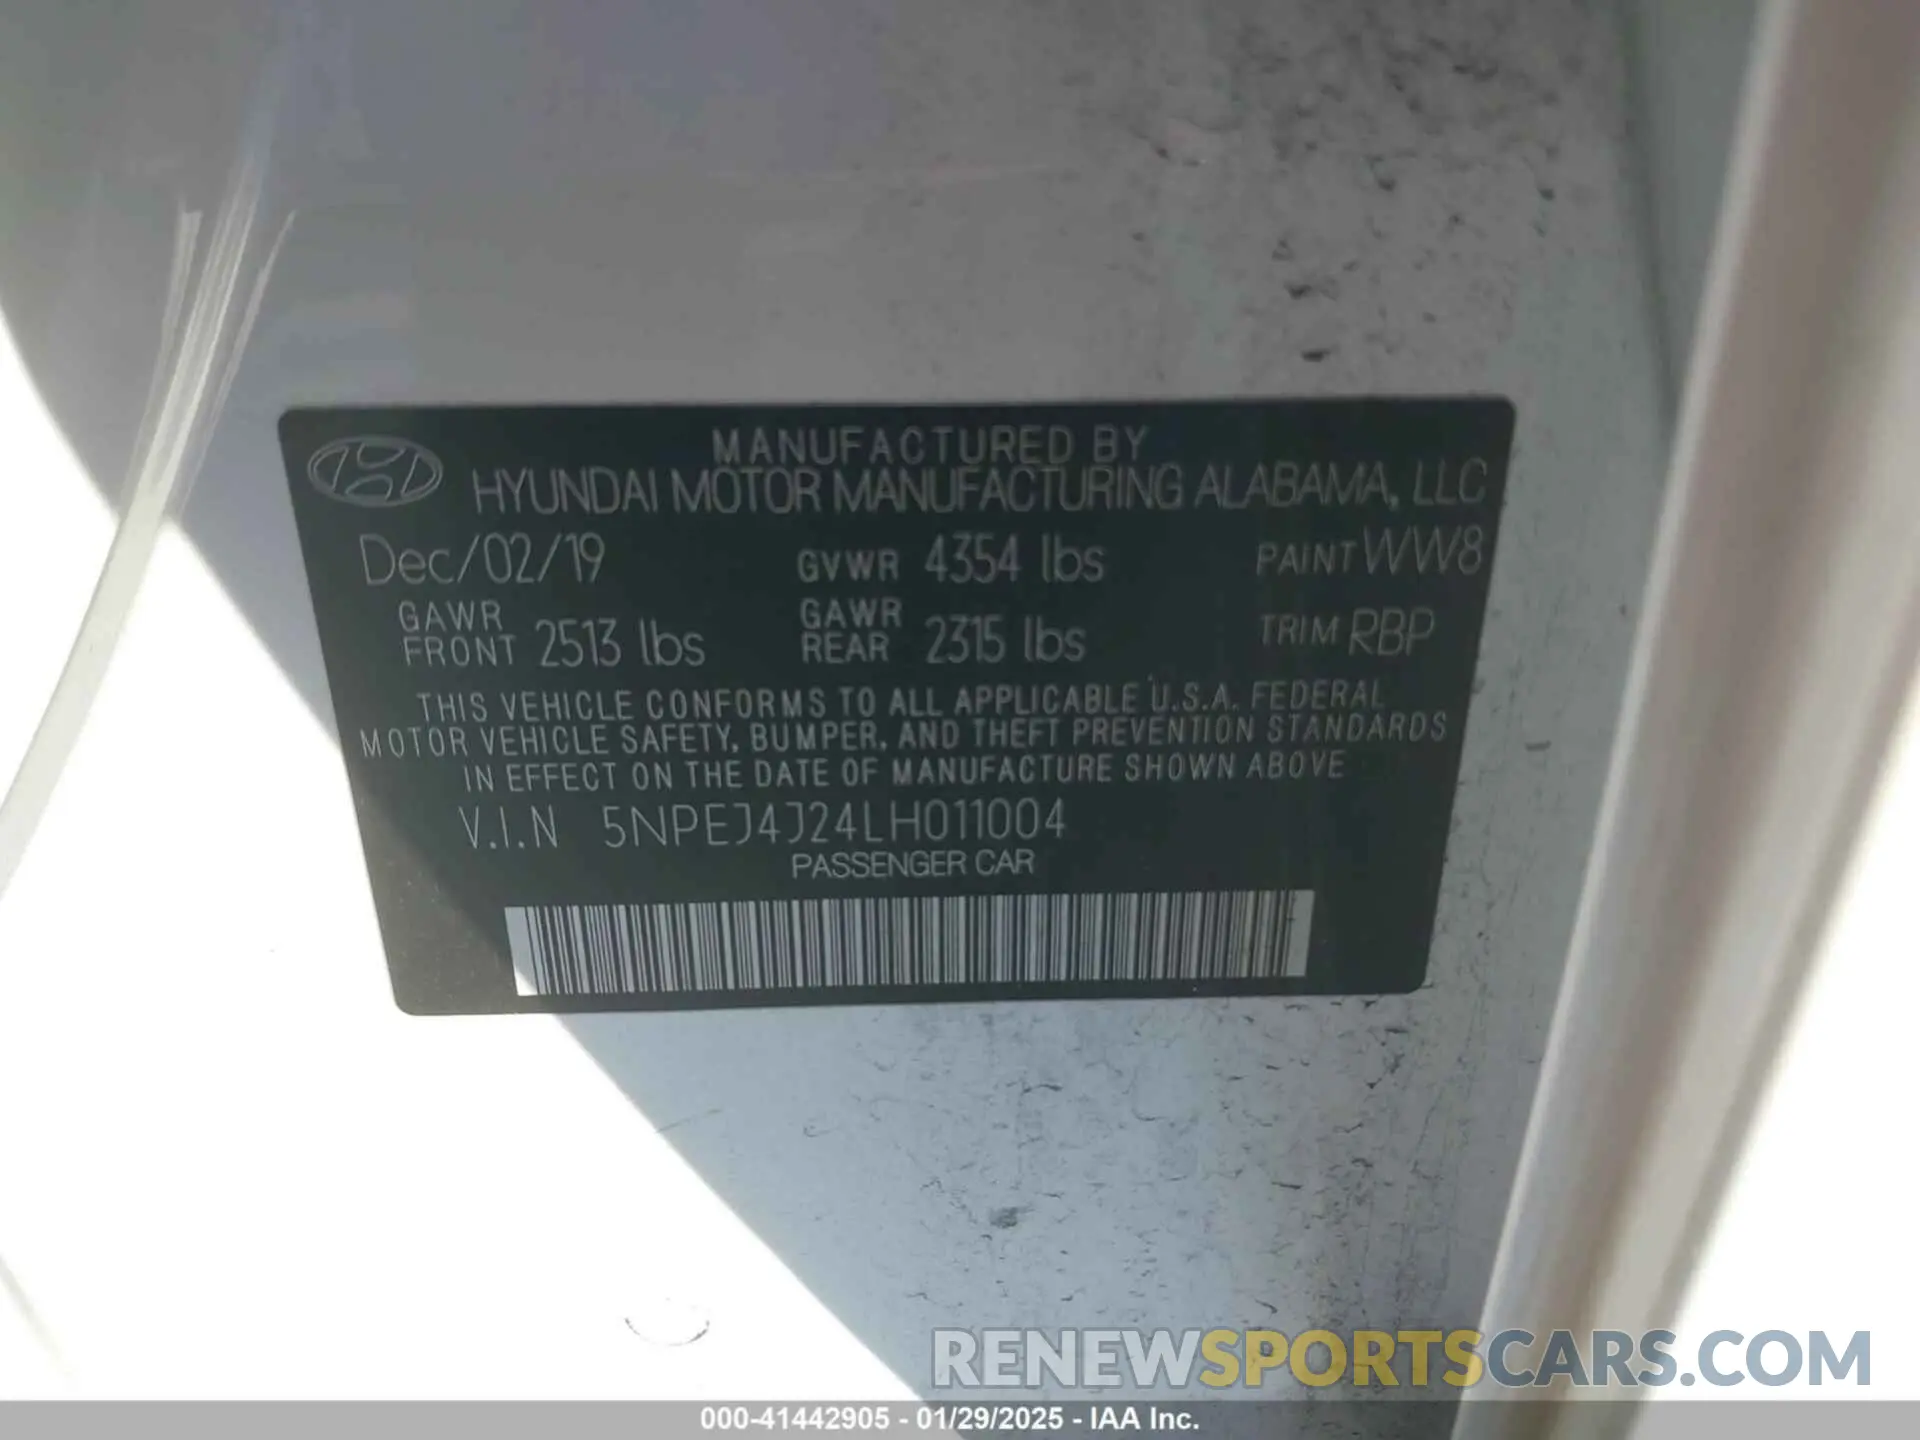 MANUFACTURED BY
HYUNDAI MOTOR MANUFACTURING ALABAMA, LLC
Dec/02/19 GVWR 4354 lbs PAINT WW8
GAWR FRONT 2513 lbs GAWR REAR 2315 lbs TRIM RBP
THIS VEHICLE CONFORMS TO ALL APPLICABLE U.S.A. FEDERAL
MOTOR VEHICLE SAFETY, BUMPER, AND THEFT PREVENTION STANDARDS
IN EFFECT ON THE DATE OF MANUFACTURE SHOWN ABOVE
V.I.N 5NPEJ4J24LH011004
PASSENGER CAR
RENEWSPORTSCARS.COM
000-41442905 - 01/29/2025 - IAA Inc.